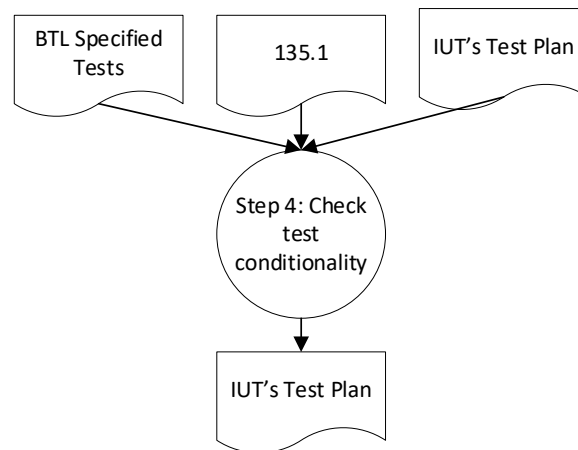 BTL Specified
Tests
135.1
IUT’s Test Plan
Step 4: Check
test
conditionality
IUT’s Test Plan